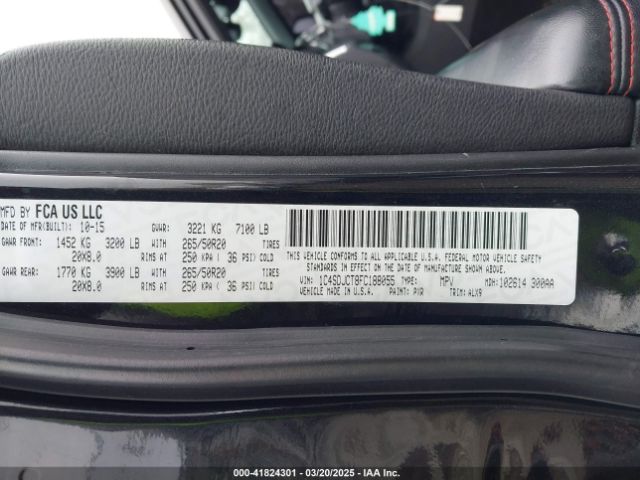 MFD BY FCA US LLC
DATE OF MFR(BUILT): 10-15 GVWR: 3221 KG 7100 LB
GAWR FRONT: 1452 KG 3200 LB WITH 265/50R20 TIRES
20X8.0 RIMS AT 250 KPA ( 36 PSI) COLD
GAWR REAR: 1770 KG 3900 LB WITH 265/50R20 TIRES
20X8.0 RIMS AT 250 KPA ( 36 PSI) COLD
THIS VEHICLE CONFORMS TO ALL APPLICABLE U.S.A. FEDERAL MOTOR VEHICLE SAFETY
STANDARDS IN EFFECT ON THE DATE OF MANUFACTURE SHOWN ABOVE.
VIN: 1C4SDJCT8FC188055 TYPE: MPV MDH: 102614 300AA
VEHICLE MADE IN U.S.A. PAINT: PXR TRIM: ALX9
000-41824301 | 03/20/2025 | IAA Inc.